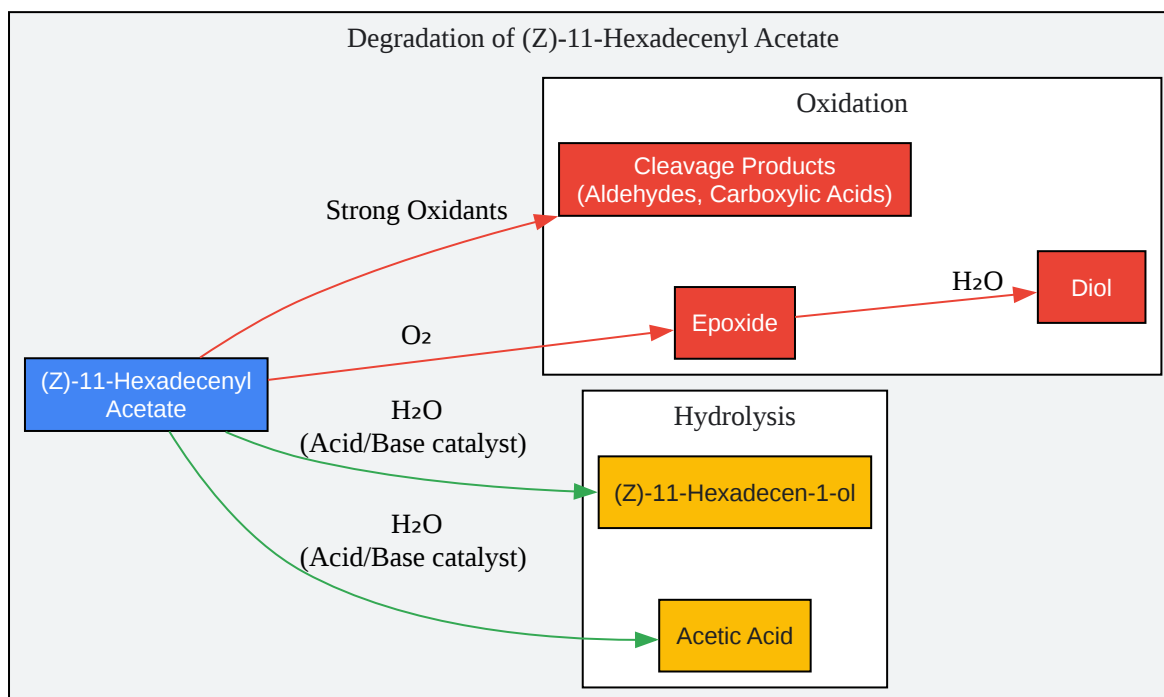 Degradation of (Z)-11-Hexadecenyl Acetate
Oxidation
Cleavage Products
(Aldehydes, Carboxylic Acids)
Strong Oxidants
H₂O
Diol
Epoxide
O₂
(Z)-11-Hexadecenyl
Acetate
H₂O
(Acid/Base catalyst)
Hydrolysis
(Z)-11-Hexadecen-1-ol
H₂O
(Acid/Base catalyst)
Acetic Acid